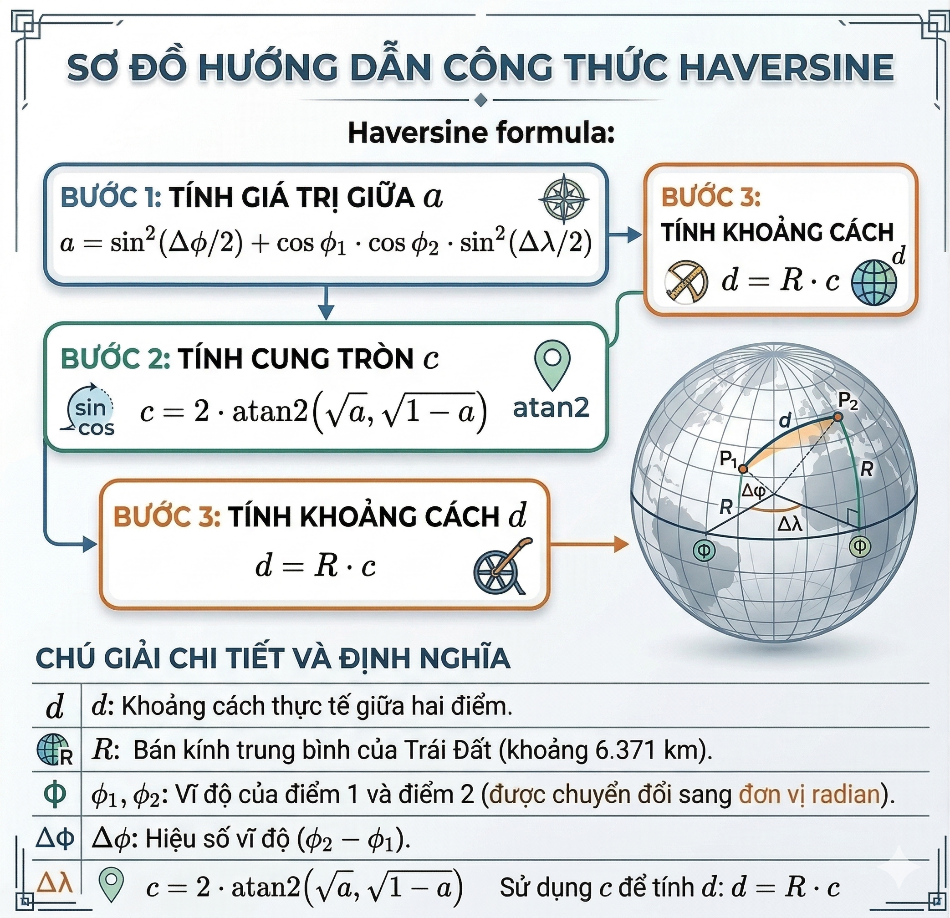 SƠ ĐỒ HƯỚNG DẪN CÔNG THỨC HAVERSINE
Haversine formula:
BƯỚC 1: TÍNH GIÁ TRỊ GIỮA a
a = sin²(Δϕ/2) + cos ϕ₁ · cos ϕ₂ · sin²(Δλ/2)
BƯỚC 3:
TÍNH KHOẢNG CÁCH
d = R · c
d
BƯỚC 2: TÍNH CUNG TRÒN c
sin
cos
c = 2 · atan2(√a, √1 − a)
atan2
BƯỚC 3: TÍNH KHOẢNG CÁCH d
d = R · c
P₂
d
P₁
R
Δφ
R
Δλ
Φ
Φ
CHÚ GIẢI CHI TIẾT VÀ ĐỊNH NGHĨA
d d: Khoảng cách thực tế giữa hai điểm.
R R: Bán kính trung bình của Trái Đất (khoảng 6.371 km).
Φ ϕ₁, ϕ₂: Vĩ độ của điểm 1 và điểm 2 (được chuyển đổi sang đơn vị radian).
ΔΦ Δϕ: Hiệu số vĩ độ (ϕ₂ − ϕ₁).
Δλ c = 2 · atan2(√a, √1 − a) Sử dụng c để tính d: d = R · c